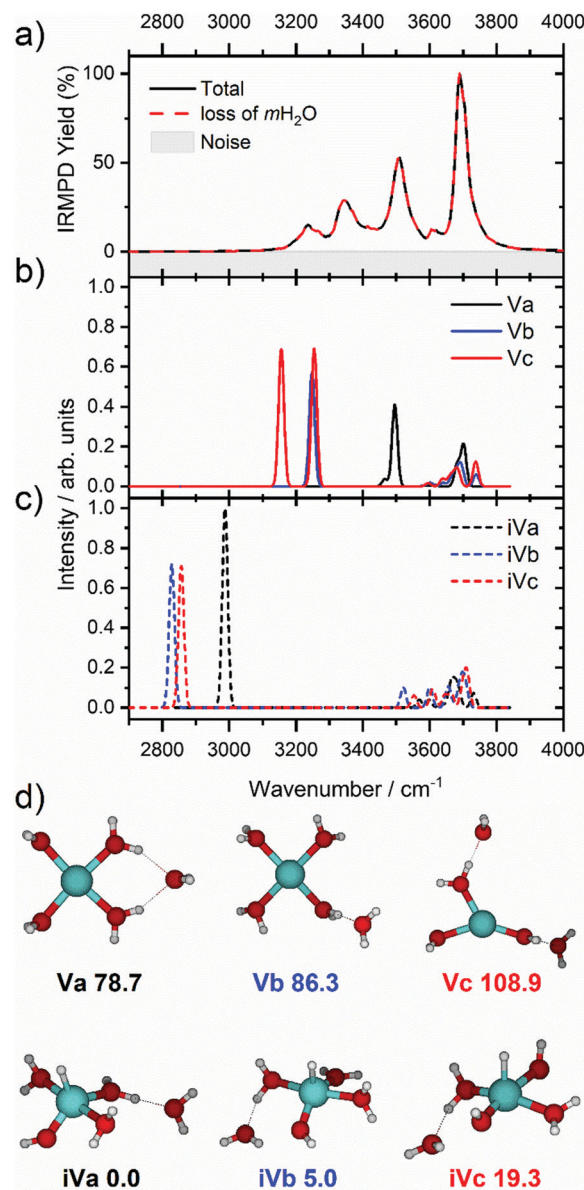 2800 3000 3200 3400 3600 3800 4000
a)
IRMPD Yield (%)
100
50
0
Total
loss of mH₂O
Noise
b)
1.0
0.8
0.6
0.4
0.2
0.0
Va
Vb
Vc
c)
Intensity / arb. units
1.0
0.8
0.6
0.4
0.2
0.0
iVa
iVb
iVc
2800 3000 3200 3400 3600 3800 4000
Wavenumber / cm⁻¹
d)
Va 78.7 Vb 86.3 Vc 108.9
iVa 0.0 iVb 5.0 iVc 19.3